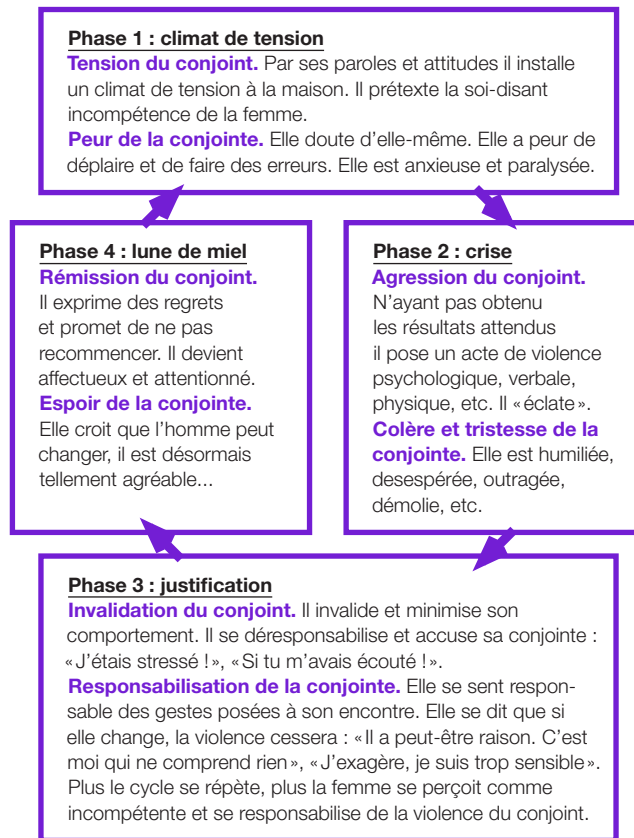 Phase 1 : climat de tension
Tension du conjoint. Par ses paroles et attitudes il installe
un climat de tension à la maison. Il prétexte la soi-disant
incompétence de la femme.
Peur de la conjointe. Elle doute d'elle-même. Elle a peur de
déplaire et de faire des erreurs. Elle est anxieuse et paralysée.
Phase 2 : crise
Agression du conjoint.
N'ayant pas obtenu
les résultats attendus
il pose un acte de violence
psychologique, verbale,
physique, etc. Il «éclate».
Colère et tristesse de la
conjointe. Elle est humiliée,
desespérée, outragée,
démolie, etc.
Phase 3 : justification
Invalidation du conjoint. Il invalide et minimise son
comportement. Il se déresponsabilise et accuse sa conjointe :
«J'étais stressé !», «Si tu m'avais écouté !».
Responsabilisation de la conjointe. Elle se sent respon-
sable des gestes posées à son encontre. Elle se dit que si
elle change, la violence cessera : «Il a peut-être raison. C'est
moi qui ne comprend rien», «J'exagère, je suis trop sensible».
Plus le cycle se répète, plus la femme se perçoit comme
incompétente et se responsabilise de la violence du conjoint.
Phase 4 : lune de miel
Rémission du conjoint.
Il exprime des regrets
et promet de ne pas
recommencer. Il devient
affectueux et attentionné.
Espoir de la conjointe.
Elle croit que l'homme peut
changer, il est désormais
tellement agréable...